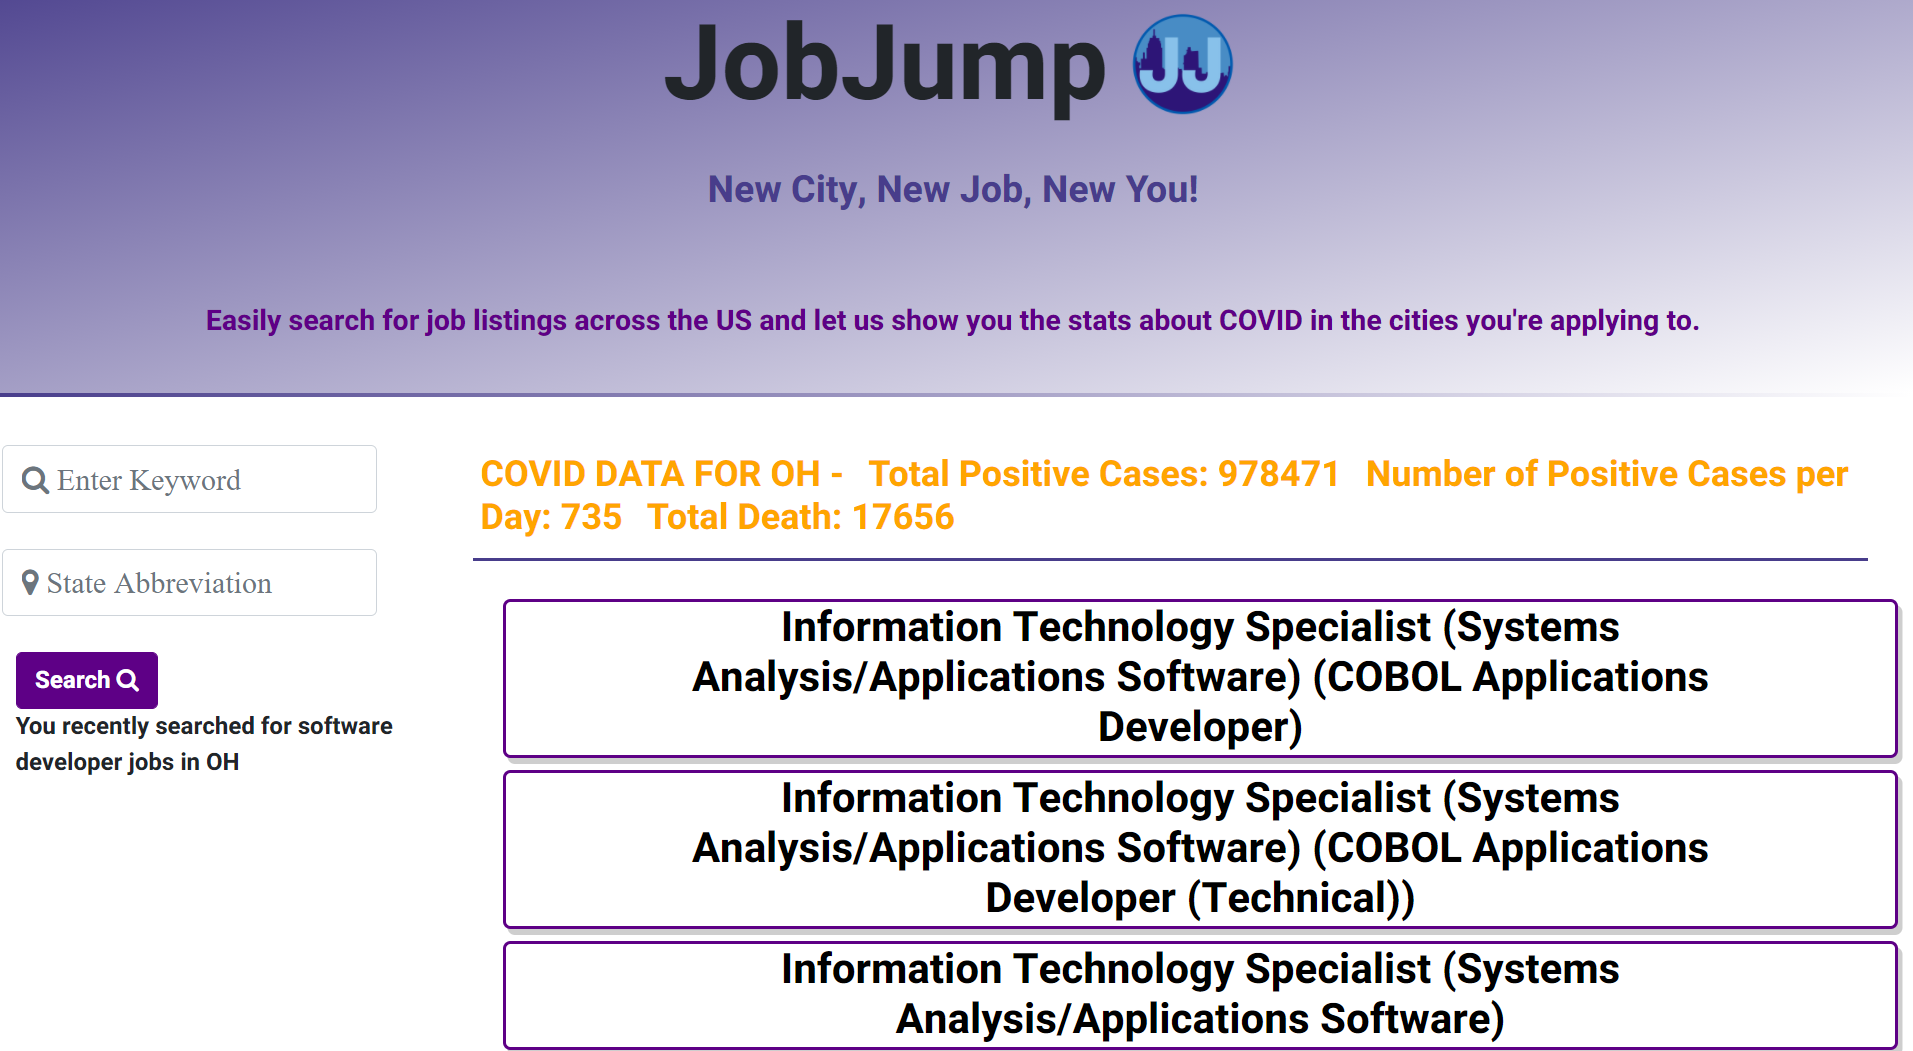 JobJump JJ
New City, New Job, New You!
Easily search for job listings across the US and let us show you the stats about COVID in the cities you're applying to.
Enter Keyword
State Abbreviation
Search
You recently searched for software
developer jobs in OH
COVID DATA FOR OH - Total Positive Cases: 978471 Number of Positive Cases per
Day: 735 Total Death: 17656
Information Technology Specialist (Systems
Analysis/Applications Software) (COBOL Applications
Developer)
Information Technology Specialist (Systems
Analysis/Applications Software) (COBOL Applications
Developer (Technical))
Information Technology Specialist (Systems
Analysis/Applications Software)